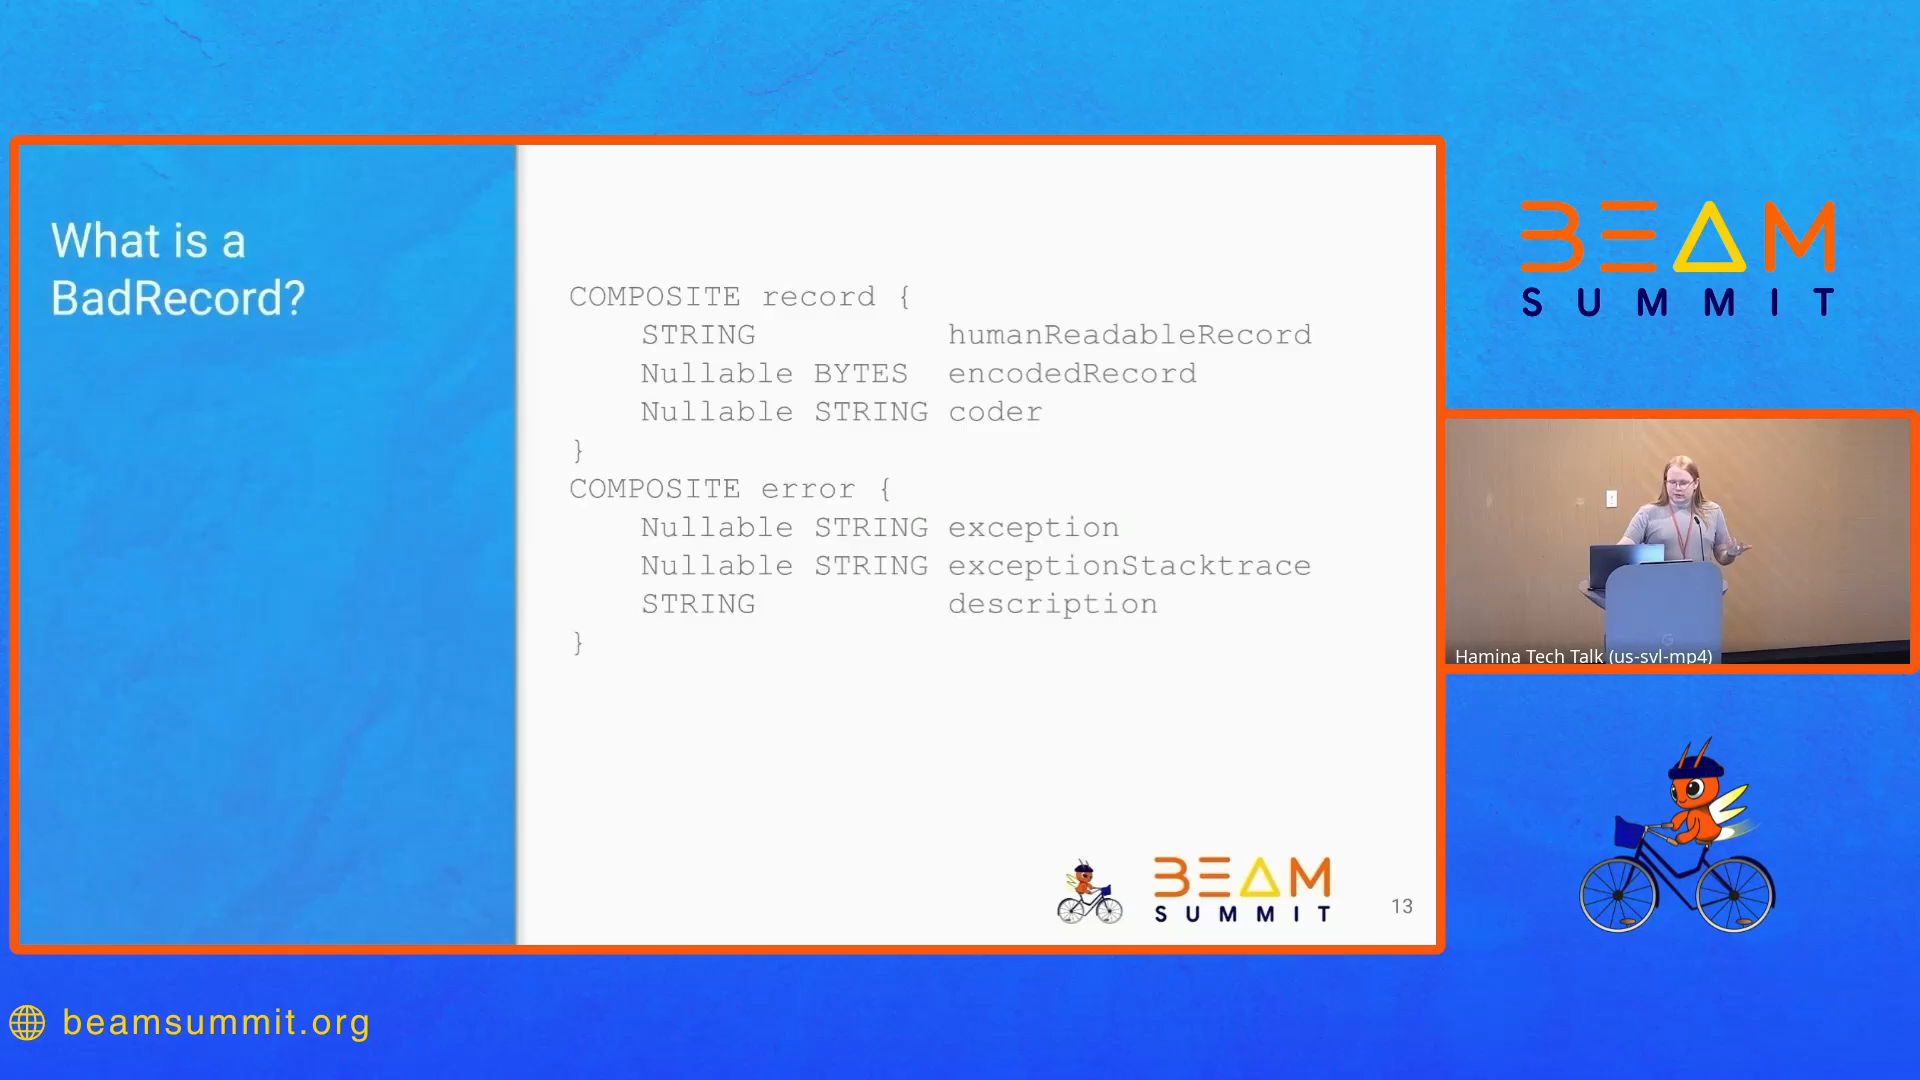 What is a
BadRecord?
COMPOSITE record {
STRING humanReadableRecord
Nullable BYTES encodedRecord
Nullable STRING coder
}
COMPOSITE error {
Nullable STRING exception
Nullable STRING exceptionStacktrace
STRING description
}
BEAM
SUMMIT
13
BEAM
SUMMIT
Hamina Tech Talk (us-svl-mp4)
beamsummit.org